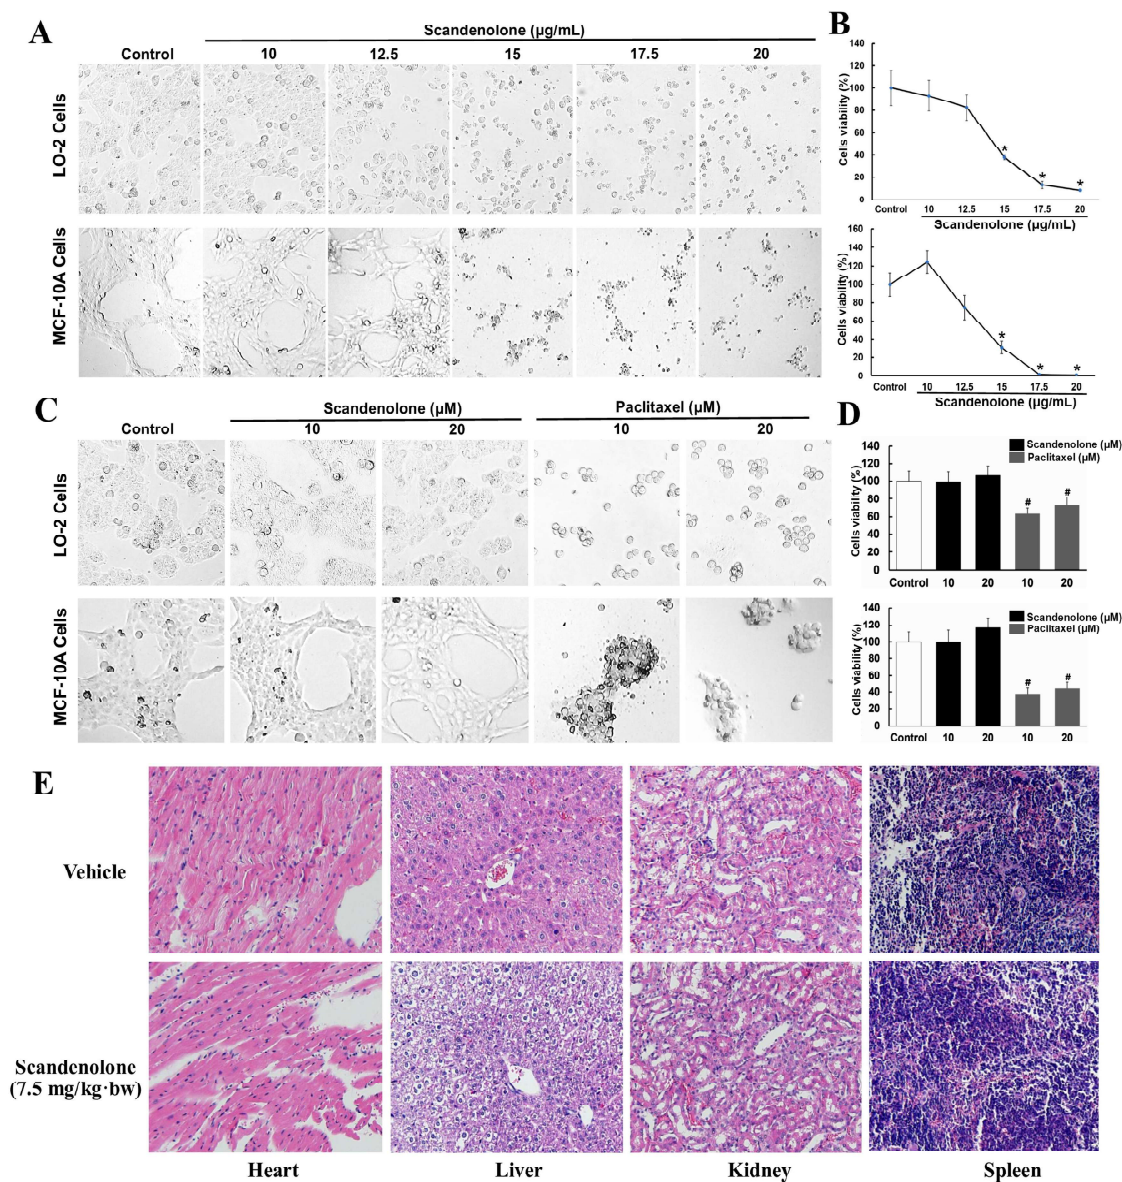 A
Scandenolone (µg/mL)
Control 10 12.5 15 17.5 20
LO-2 Cells
MCF-10A Cells
B
140
120
100
80
60
40
20
0
Cells viability (%)
* * *
Control 10 12.5 15 17.5 20
Scandenolone (µg/mL)
160
140
120
100
80
60
40
20
0
Cells viability (%)
* * *
Control 10 12.5 15 17.5 20
Scandenolone (µg/mL)
C
Scandenolone (µM) Paclitaxel (µM)
Control 10 20 10 20
LO-2 Cells
MCF-10A Cells
D
Scandenolone (µM)
Paclitaxel (µM)
140
120
100
80
60
40
20
0
Cells viability (%)
# #
Control 10 20 10 20
Scandenolone (µM)
Paclitaxel (µM)
140
120
100
80
60
40
20
0
Cells viability (%)
# #
Control 10 20 10 20
E
Vehicle
Scandenolone
(7.5 mg/kg·bw)
Heart Liver Kidney Spleen